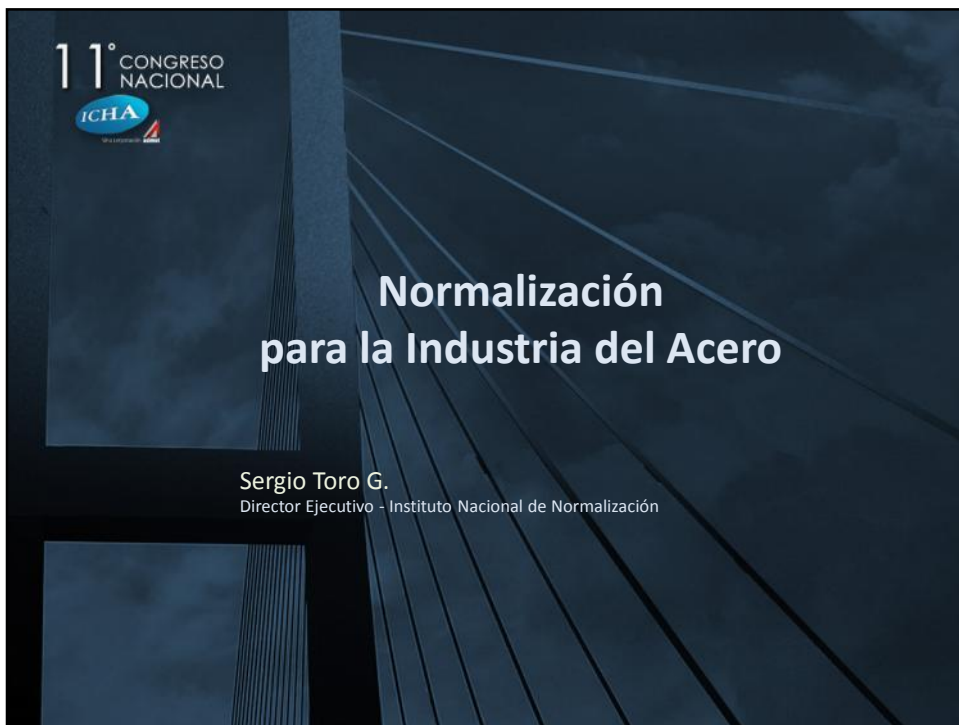 11° CONGRESO
NACIONAL
ICHA
Normalización
para la Industria del Acero
Sergio Toro G.
Director Ejecutivo - Instituto Nacional de Normalización